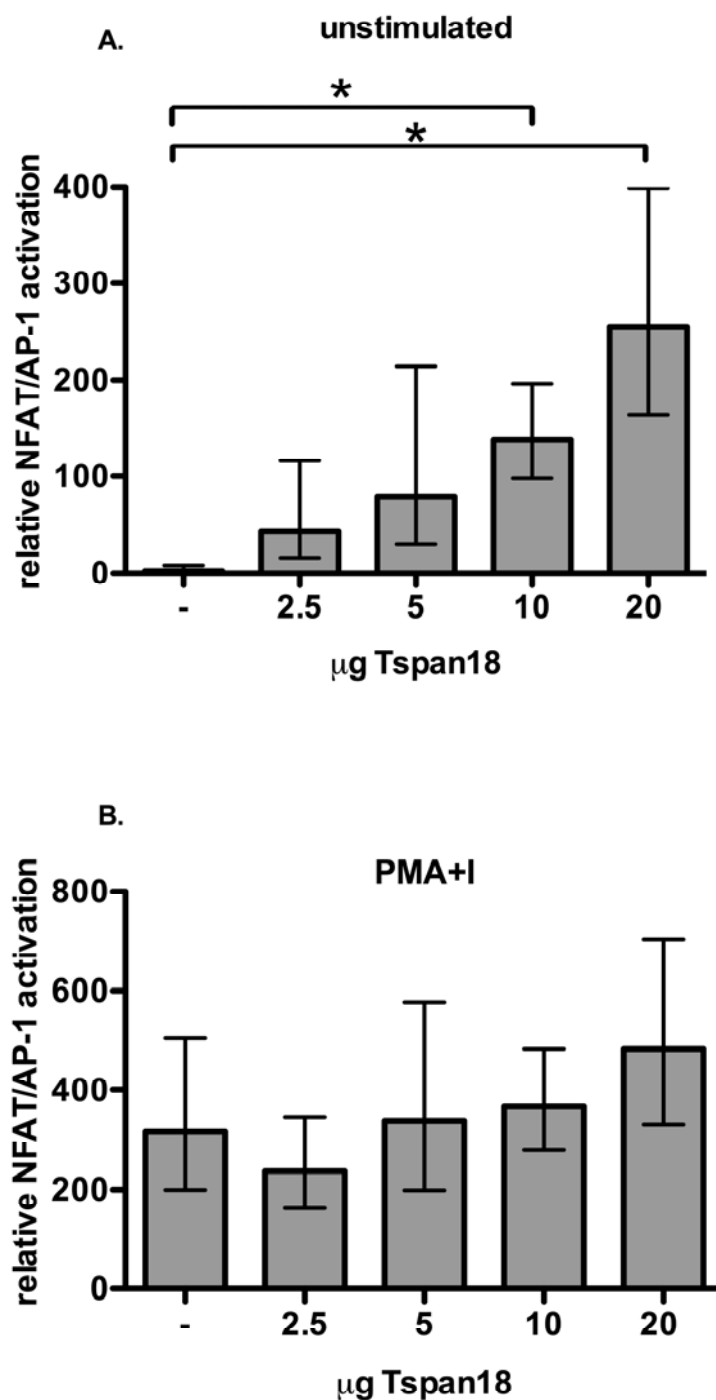 A.
unstimulated
*
*
relative NFAT/AP-1 activation
400
300
200
100
0
- 2.5 5 10 20
μg Tspan18
B.
PMA+I
relative NFAT/AP-1 activation
800
600
400
200
0
- 2.5 5 10 20
μg Tspan18